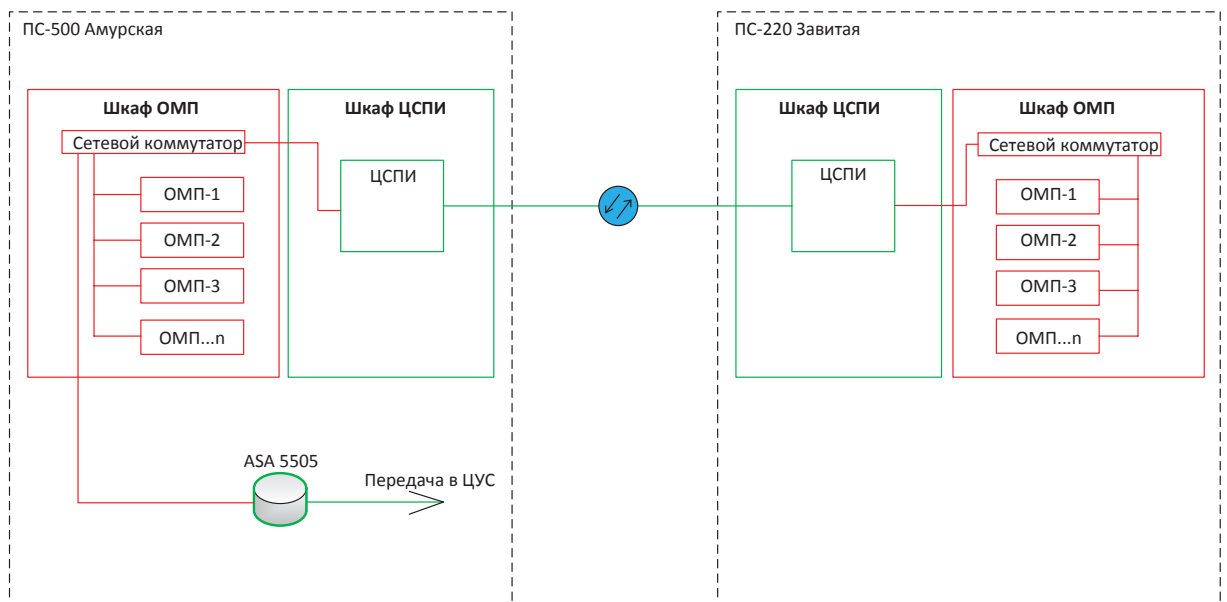 ПС-500 Амурская
Шкаф ОМП
Сетевой коммутатор
ОМП-1
ОМП-2
ОМП-3
ОМП...n
Шкаф ЦСПИ
ЦСПИ
ASA 5505
Передача в ЦУС
ПС-220 Завитая
Шкаф ЦСПИ
ЦСПИ
Шкаф ОМП
Сетевой коммутатор
ОМП-1
ОМП-2
ОМП-3
ОМП...n